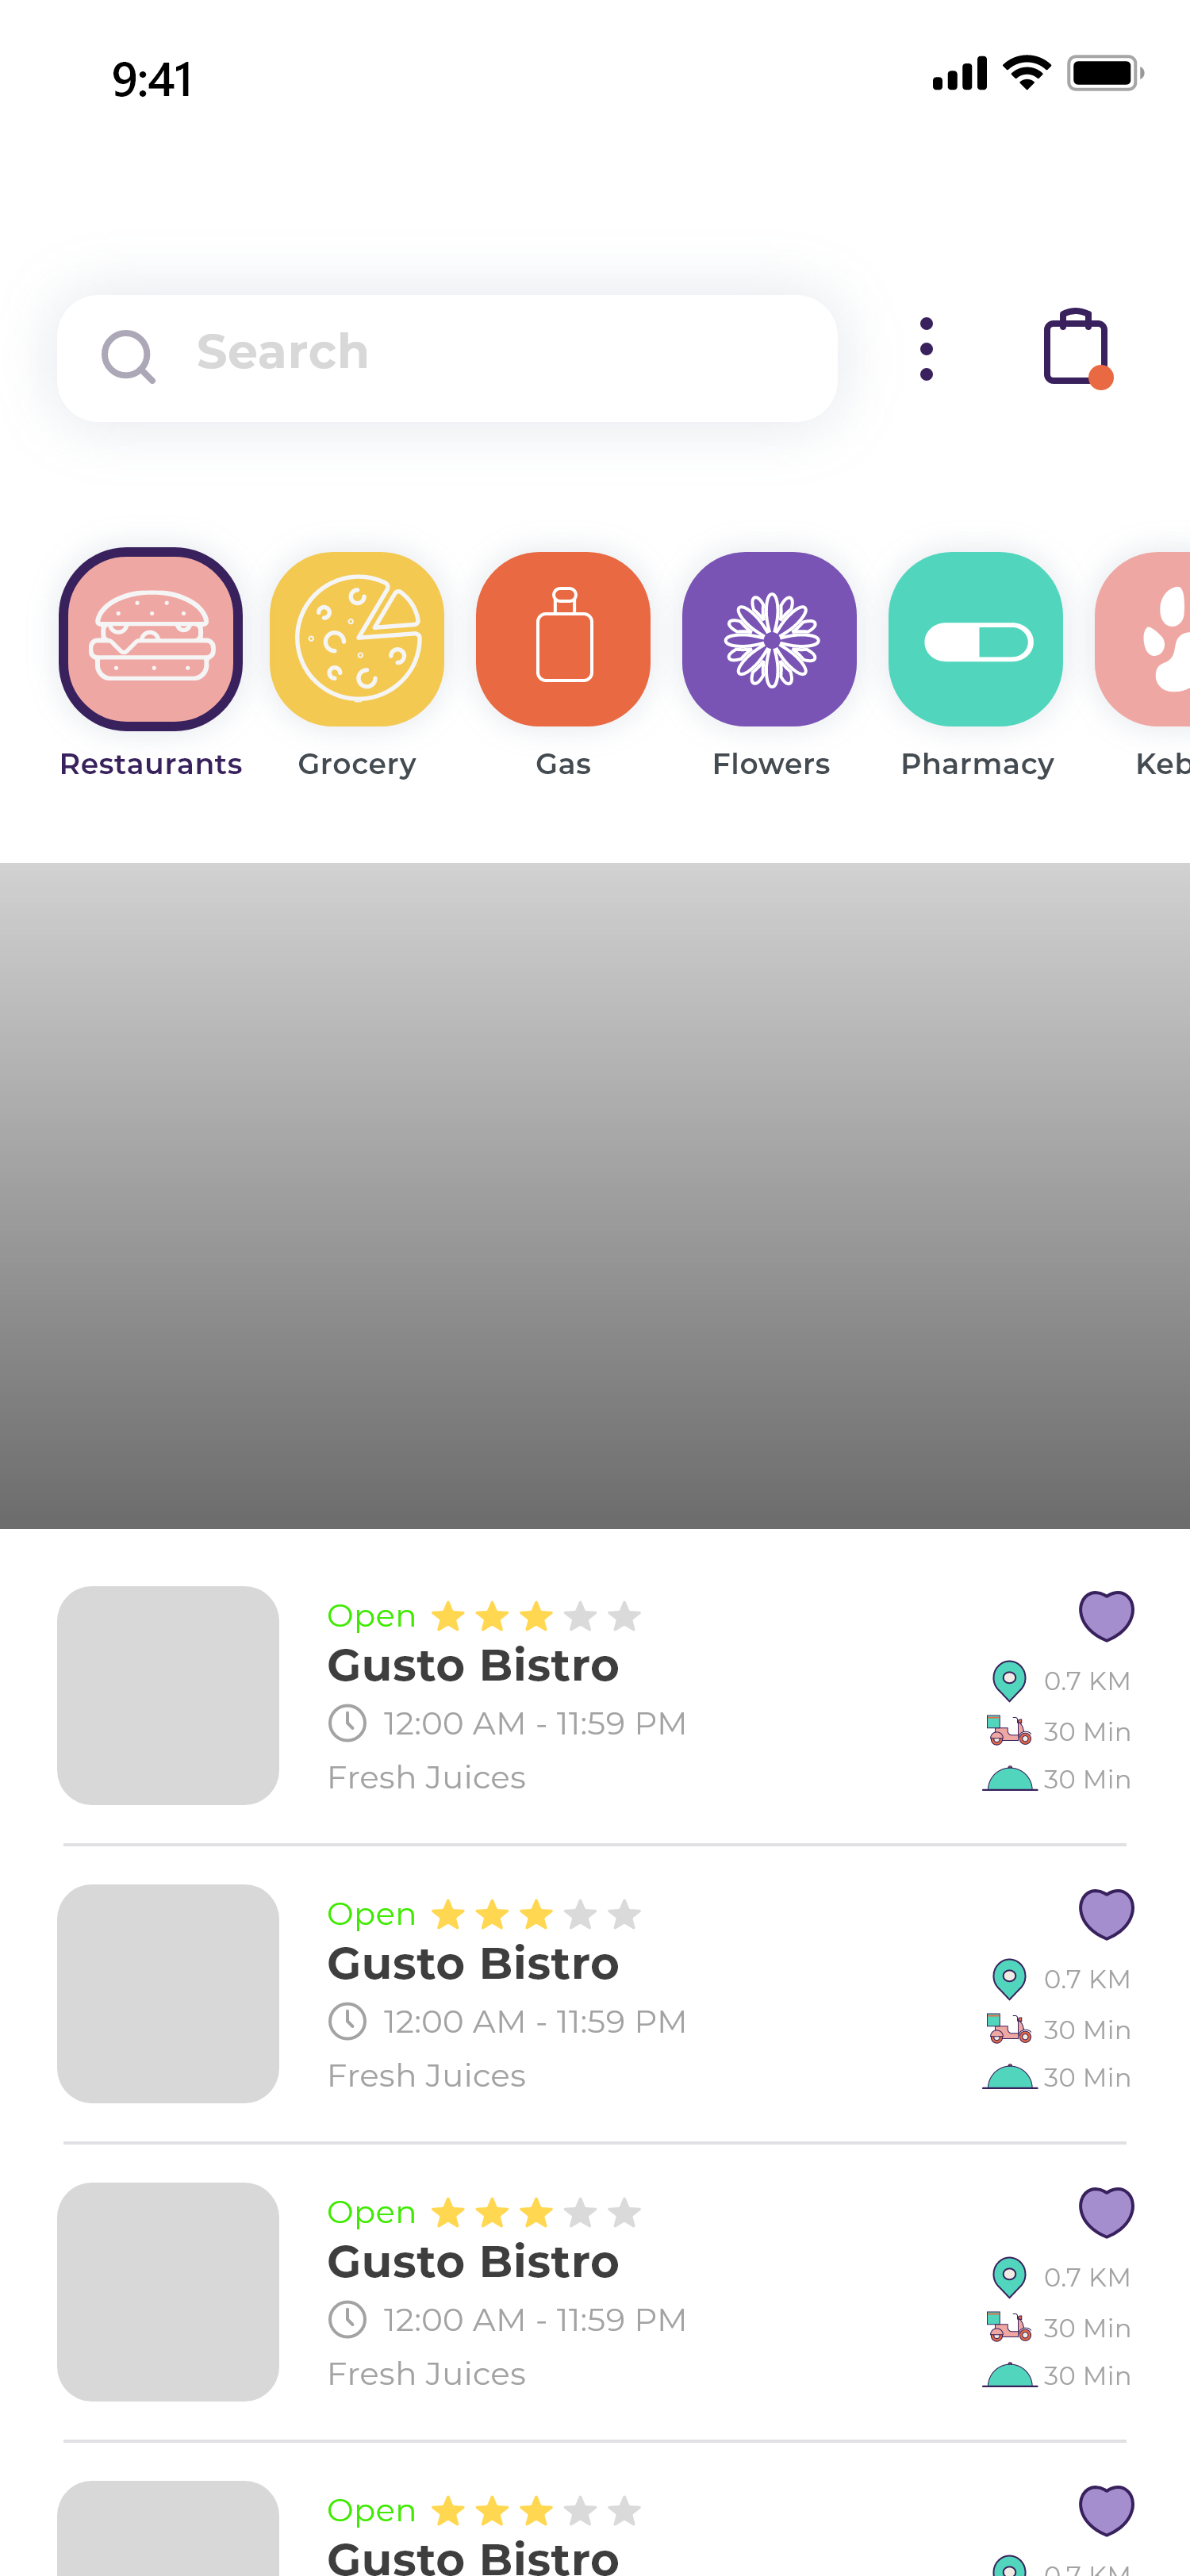 9:41
Search
Restaurants Grocery Gas Flowers Pharmacy Keb
Open
Gusto Bistro
0.7 KM
12:00 AM - 11:59 PM
30 Min
Fresh Juices
30 Min
Open
Gusto Bistro
0.7 KM
12:00 AM - 11:59 PM
30 Min
Fresh Juices
30 Min
Open
Gusto Bistro
0.7 KM
12:00 AM - 11:59 PM
30 Min
Fresh Juices
30 Min
Open
Gusto Bistro
0.7 KM